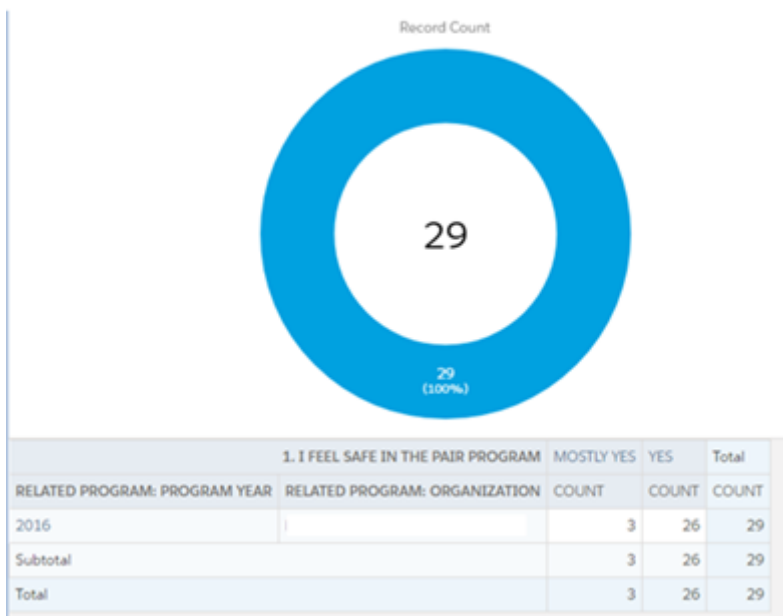 Record Count
29
29
(100%)
1. I FEEL SAFE IN THE PAIR PROGRAM MOSTLY YES YES Total
RELATED PROGRAM: PROGRAM YEAR RELATED PROGRAM: ORGANIZATION COUNT COUNT COUNT
2016 3 26 29
Subtotal 3 26 29
Total 3 26 29